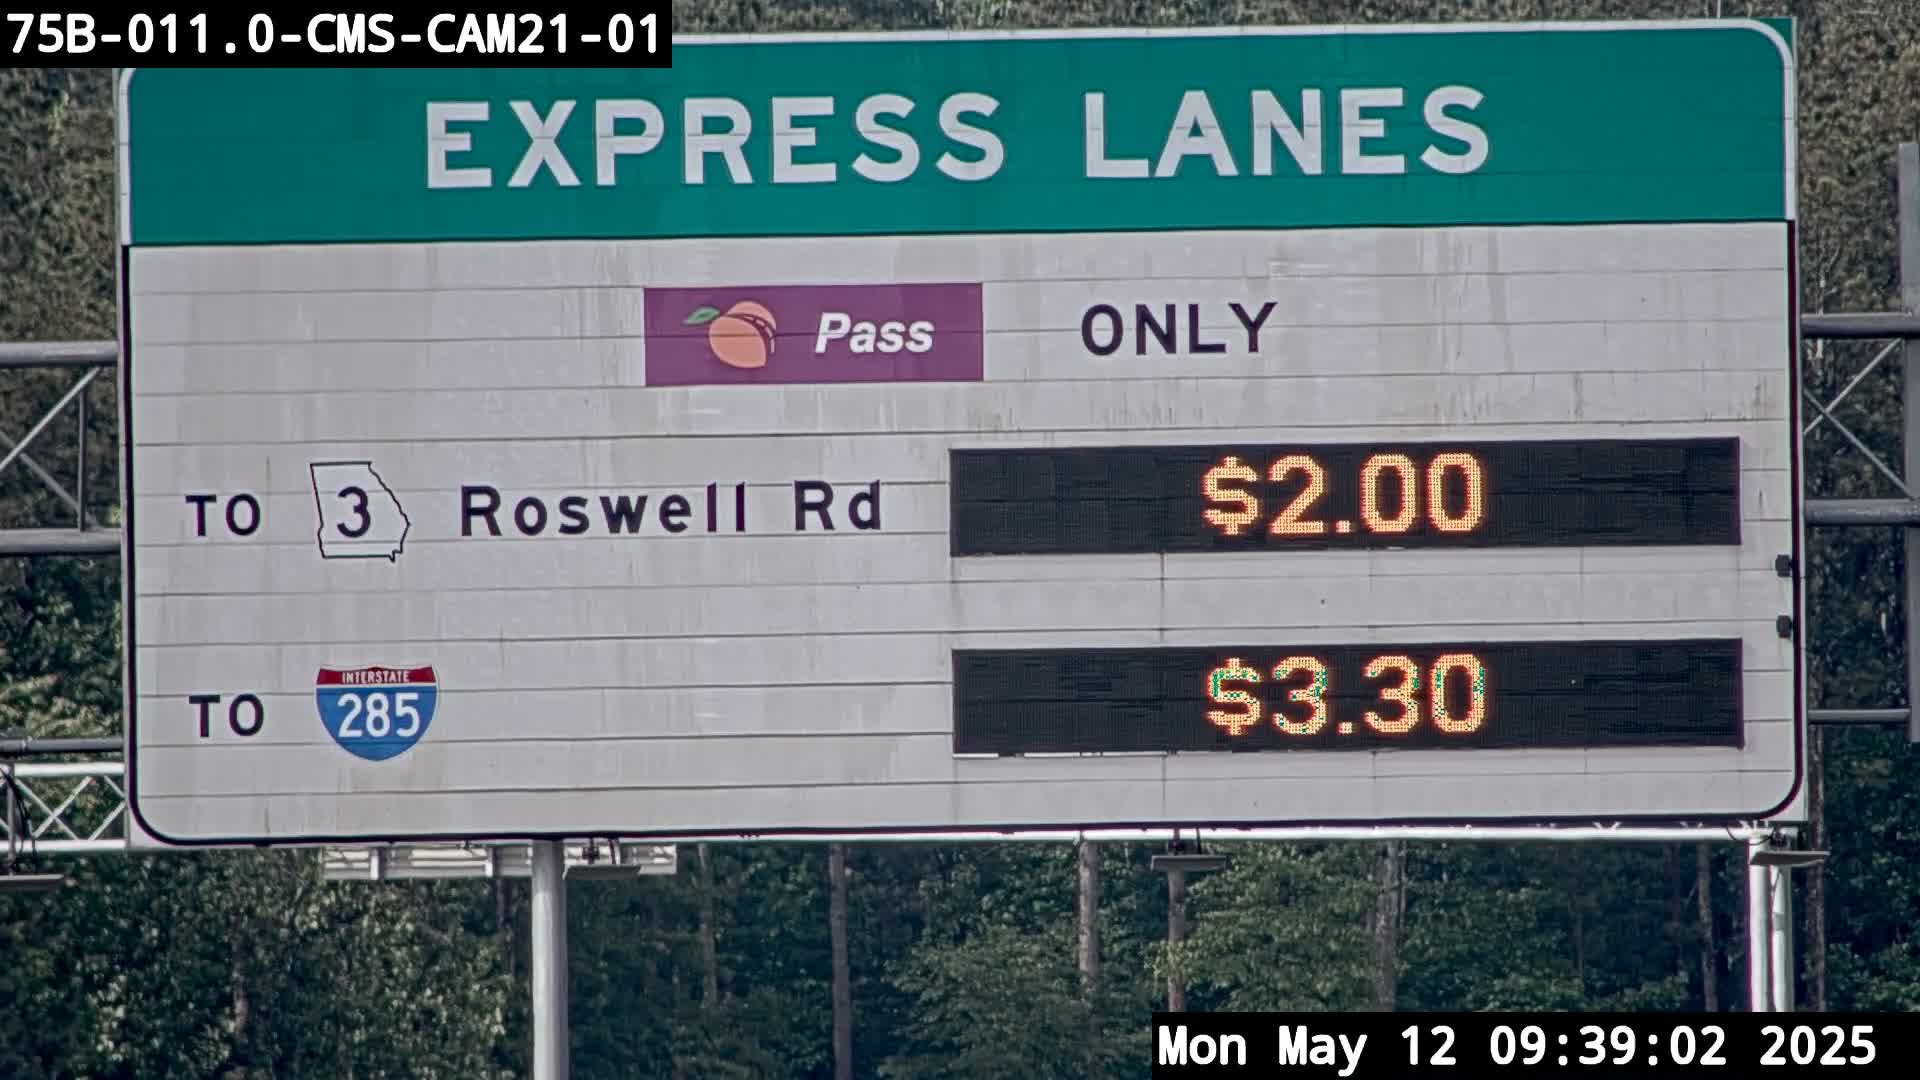 75B-011.0-CMS-CAM21-01
EXPRESS LANES
Pass ONLY
TO 3 Roswell Rd $2.00
TO INTERSTATE 285 $3.30
Mon May 12 09:39:02 2025